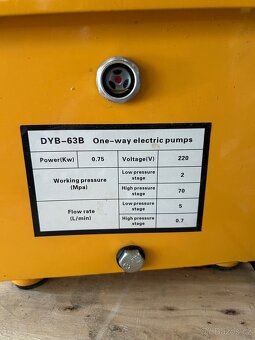 DYB-63B One-way electric pumps
Power(Kw) 0.75 Voltage(V) 220
Working pressure (Mpa) Low pressure stage 2
High pressure stage 70
Flow rate (L/min) Low pressure stage 5
High pressure stage 0.7